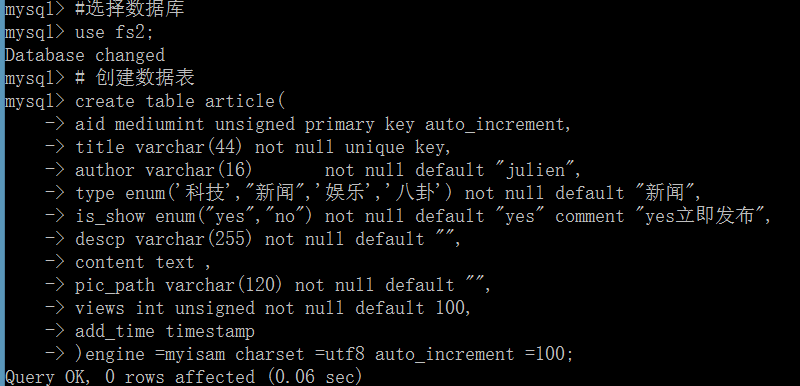 mysql> #选择数据库
mysql> use fs2;
Database changed
mysql> # 创建数据表
mysql> create table article(
    -> aid mediumint unsigned primary key auto_increment,
    -> title varchar(44) not null unique key,
    -> author varchar(16)       not null default "julien",
    -> type enum('科技',"新闻",'娱乐','八卦') not null default "新闻",
    -> is_show enum("yes","no") not null default "yes" comment "yes立即发布",
    -> descp varchar(255) not null default "",
    -> content text ,
    -> pic_path varchar(120) not null default "",
    -> views int unsigned not null default 100,
    -> add_time timestamp
    -> )engine =myisam charset =utf8 auto_increment =100;
Query OK, 0 rows affected (0.06 sec)